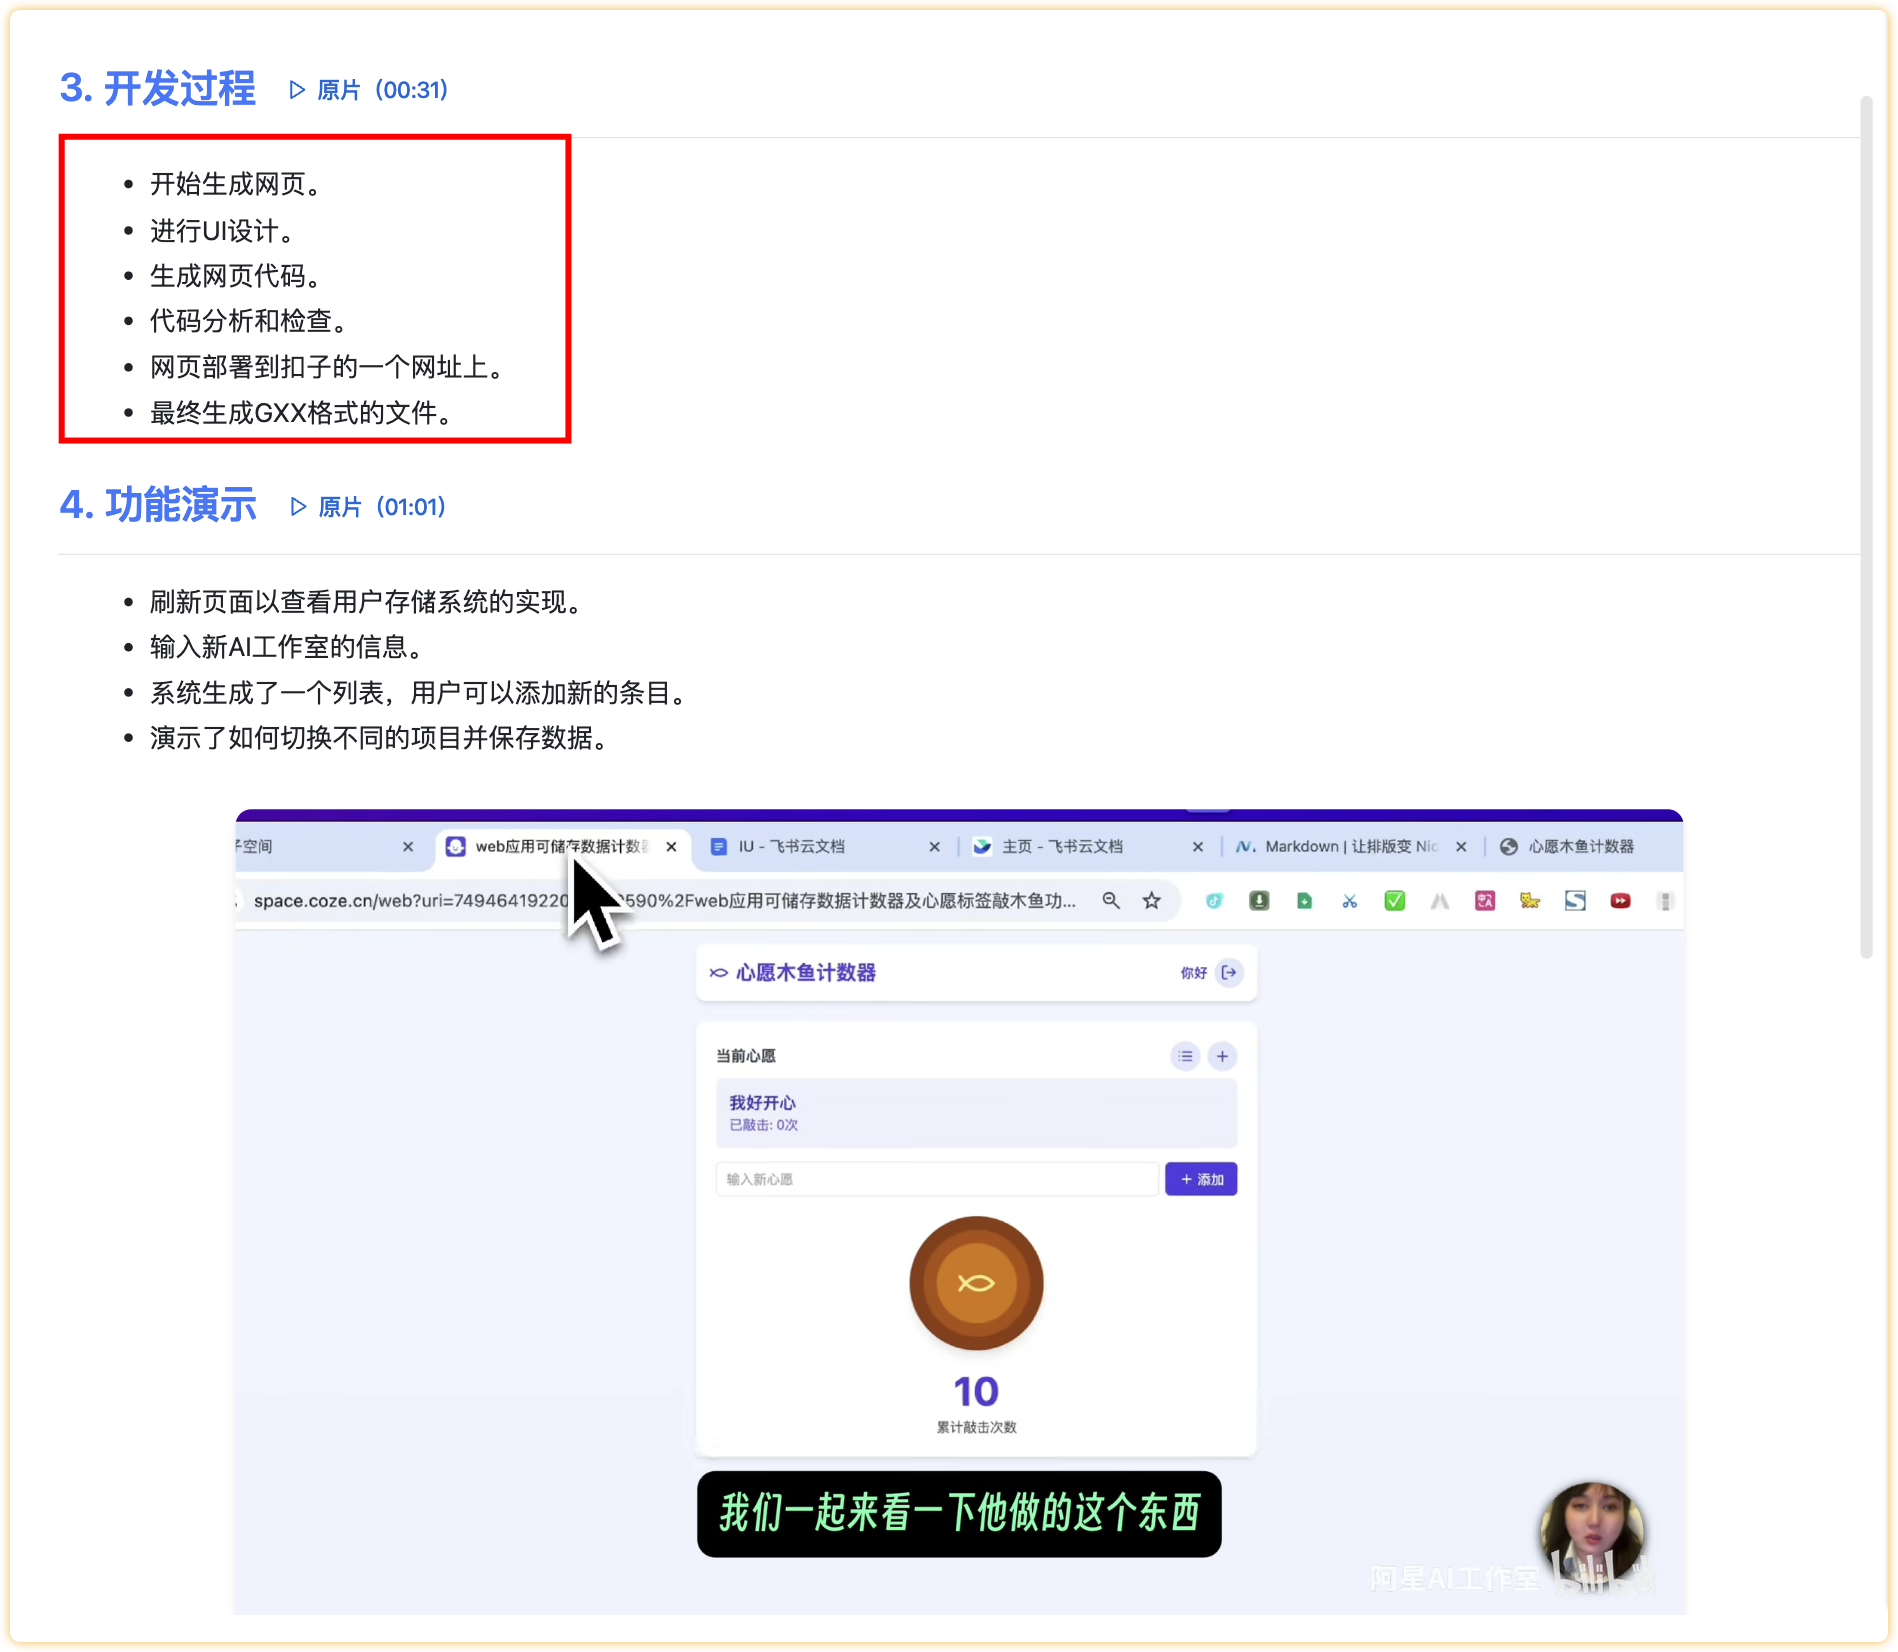 3. 开发过程 原片（00:31）
开始生成网页。
进行UI设计。
生成网页代码。
代码分析和检查。
网页部署到扣子的一个网址上。
最终生成GXX格式的文件。
4. 功能演示 原片（01:01）
刷新页面以查看用户存储系统的实现。
输入新AI工作室的信息。
系统生成了一个列表，用户可以添加新的条目。
演示了如何切换不同的项目并保存数据。
空间 web应用可储存数据计数器 IU - 飞书云文档 主页 - 飞书云文档 Markdown | 让排版变 Nic 心愿木鱼计数器
space.coze.cn/web?uri=74946419220 590%2Fweb应用可储存数据计数器及心愿标签敲木鱼功...
心愿木鱼计数器 你好
当前心愿
我好开心
已敲击: 0次
输入新心愿 + 添加
10
累计敲击次数
我们一起来看一下他做的这个东西
阿星AI工作室 bilibili